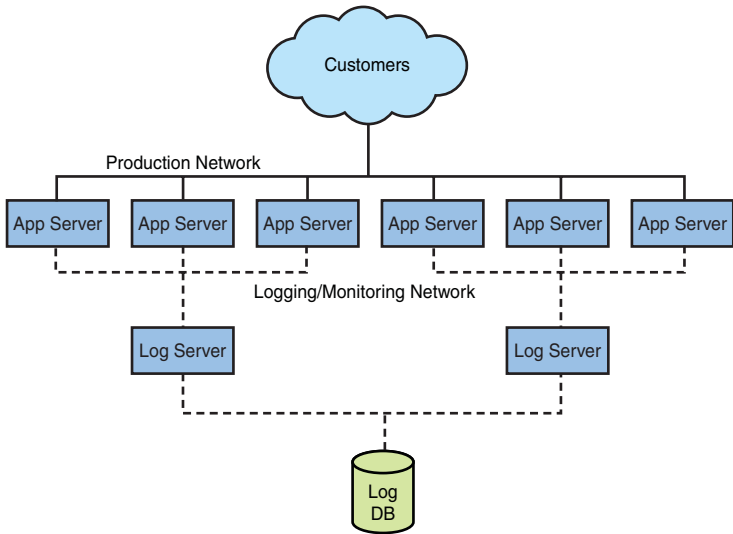 Customers
Production Network
App Server
App Server
App Server
App Server
App Server
App Server
Logging/Monitoring Network
Log Server
Log Server
Log
DB